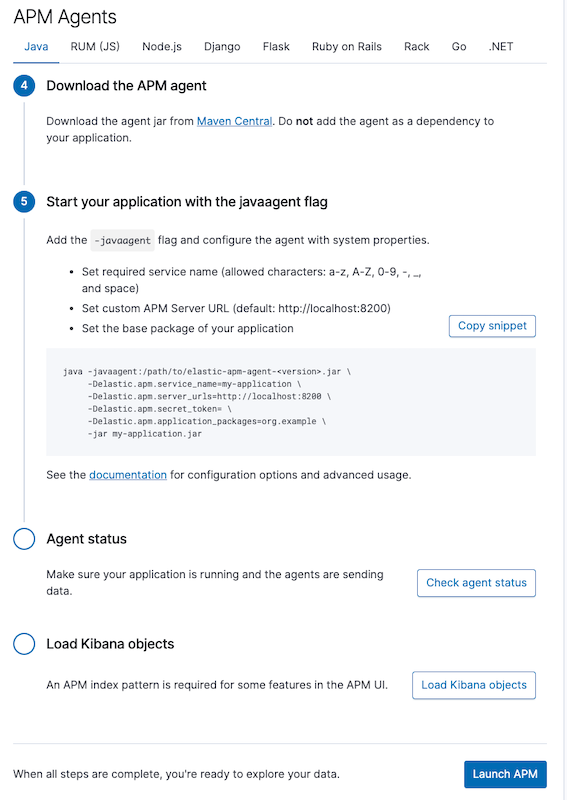 APM Agents
Java RUM (JS) Node.js Django Flask Ruby on Rails Rack Go .NET
4 Download the APM agent
Download the agent jar from Maven Central. Do not add the agent as a dependency to
your application.
5 Start your application with the javaagent flag
Add the -javaagent flag and configure the agent with system properties.
• Set required service name (allowed characters: a-z, A-Z, 0-9, -, _,
and space)
• Set custom APM Server URL (default: http://localhost:8200)
• Set the base package of your application
Copy snippet
java -javaagent:/path/to/elastic-apm-agent-<version>.jar \
-Delastic.apm.service_name=my-application \
-Delastic.apm.server_urls=http://localhost:8200 \
-Delastic.apm.secret_token= \
-Delastic.apm.application_packages=org.example \
-jar my-application.jar
See the documentation for configuration options and advanced usage.
Agent status
Make sure your application is running and the agents are sending
data.
Check agent status
Load Kibana objects
An APM index pattern is required for some features in the APM UI.
Load Kibana objects
When all steps are complete, you're ready to explore your data.
Launch APM